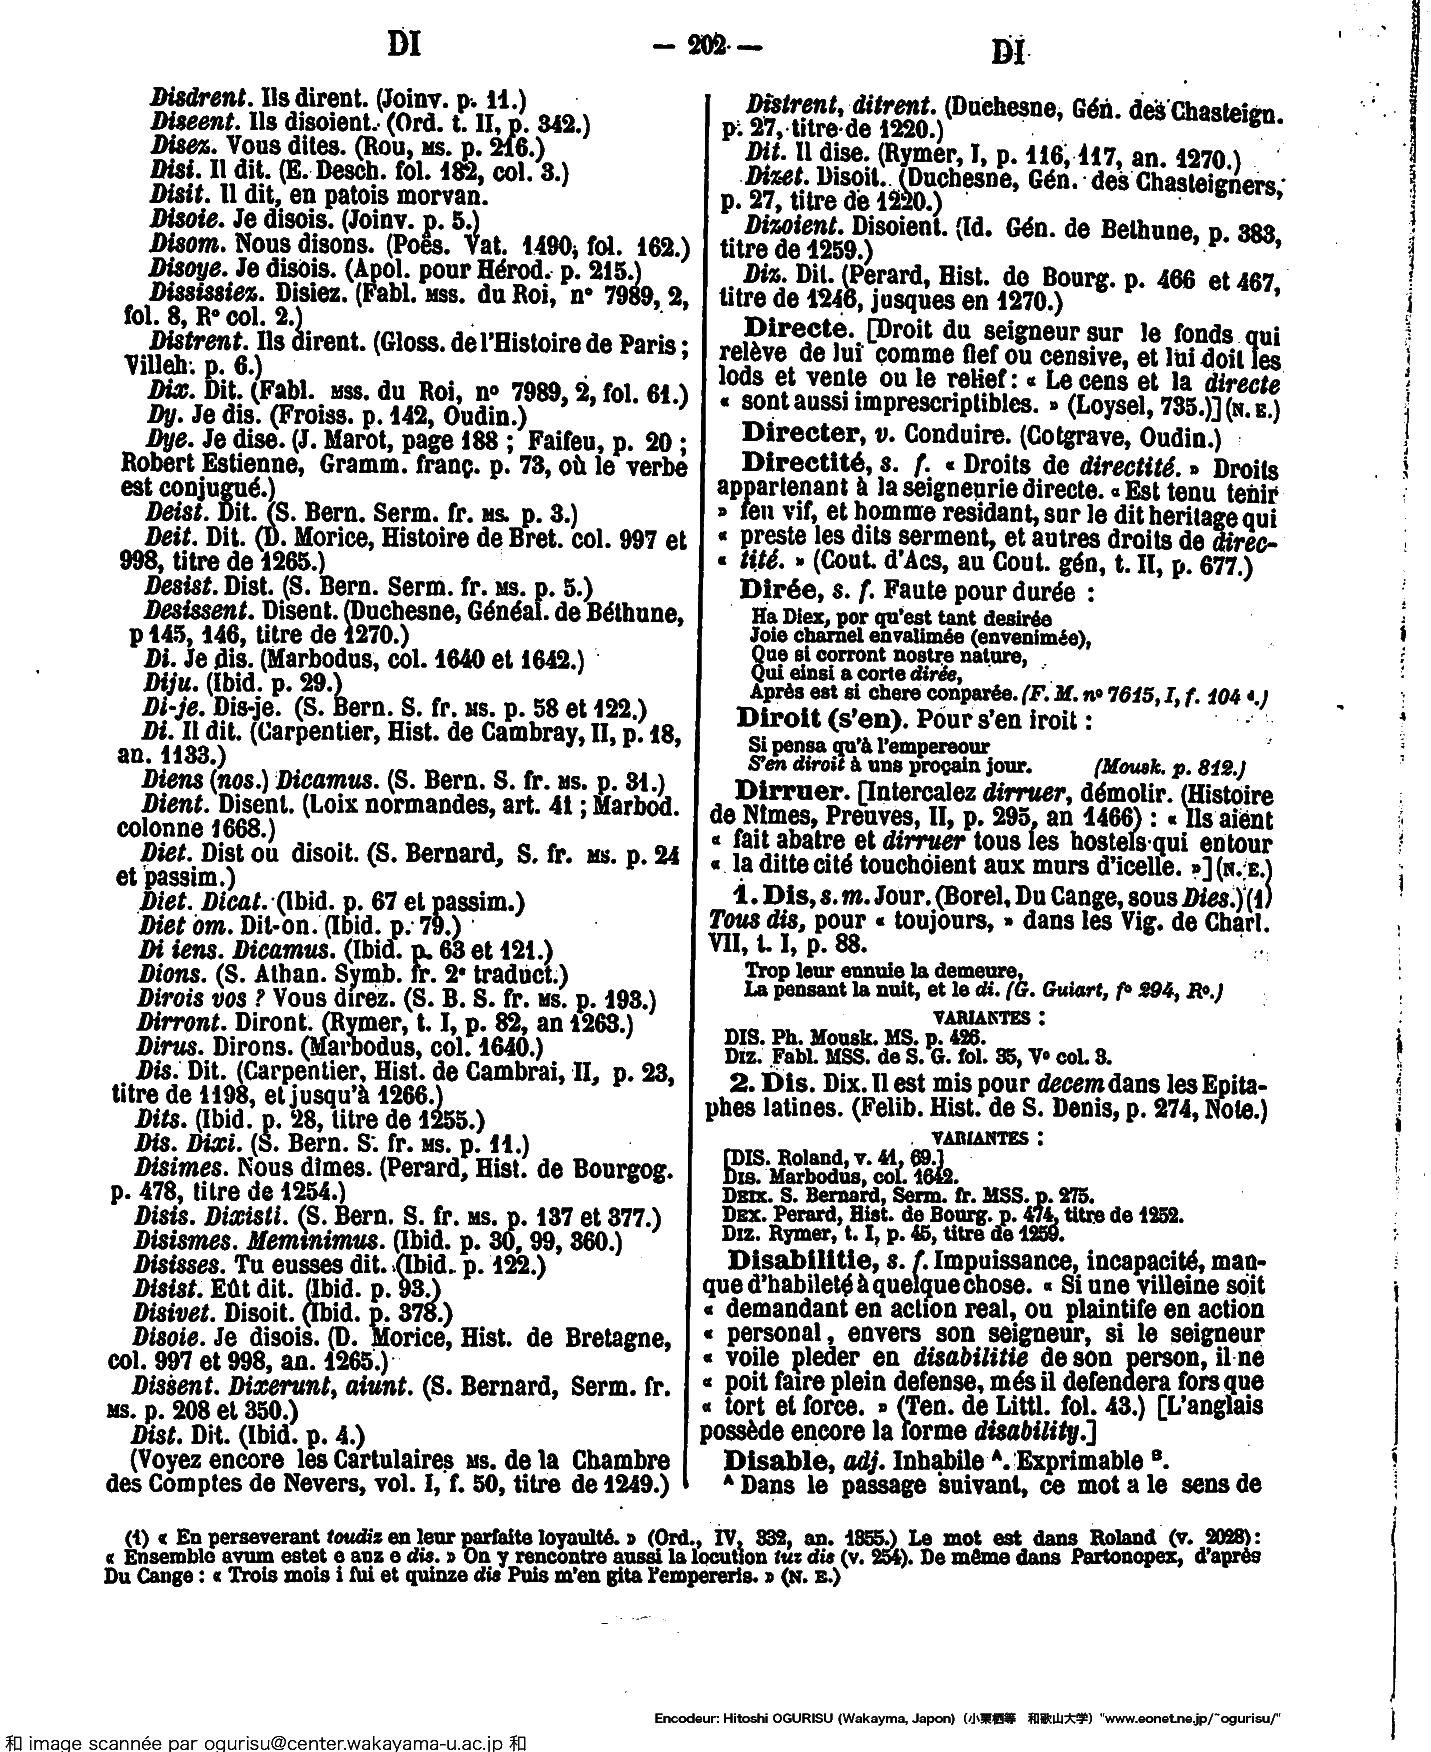 DI — 202 — DI
Disdrent. Ils dirent. (Joinv. p. 11.)
Diseent. Ils disoient. (Ord. t. II, p. 342.)
Disez. Vous dites. (Rou, MS. p. 216.)
Disi. Il dit. (E. Desch. fol. 182, col. 3.)
Disit. Il dit, en patois morvan.
Disoie. Je disois. (Joinv. p. 5.)
Disom. Nous disons. (Poës. Vat. 1490, fol. 162.)
Disoye. Je disois. (Apol. pour Hérod. p. 215.)
Dississiez. Disiez. (Fabl. MSS. du Roi, n° 7989, 2,
fol. 8, R° col. 2.)
Distrent. Ils dirent. (Gloss. de l'Histoire de Paris ;
Villeh. p. 6.)
Dix. Dit. (Fabl. MSS. du Roi, n° 7989, 2, fol. 61.)
Dy. Je dis. (Froiss. p. 142, Oudin.)
Dye. Je dise. (J. Marot, page 188 ; Faifeu, p. 20 ;
Robert Estienne, Gramm. franç. p. 73, où le verbe
est conjugué.)
Deist. Dit. (S. Bern. Serm. fr. MS. p. 3.)
Deit. Dit. (D. Morice, Histoire de Bret. col. 997 et
998, titre de 1265.)
Desist. Dist. (S. Bern. Serm. fr. MS. p. 5.)
Desissent. Disent. (Duchesne, Généal. de Béthune,
p 145, 146, titre de 1270.)
Di. Je dis. (Marbodus, col. 1640 et 1642.)
Diju. (Ibid. p. 29.)
Di-je. Dis-je. (S. Bern. S. fr. MS. p. 58 et 122.)
Di. Il dit. (Carpentier, Hist. de Cambray, II, p. 18,
an. 1133.)
Diens (nos.) Dicamus. (S. Bern. S. fr. MS. p. 31.)
Dient. Disent. (Loix normandes, art. 41 ; Marbod.
colonne 1668.)
Diet. Dist ou disoit. (S. Bernard, S. fr. MS. p. 24
et passim.)
Diet. Dicat. (Ibid. p. 67 et passim.)
Diet om. Dit-on. (Ibid. p. 79.)
Di iens. Dicamus. (Ibid. p. 63 et 121.)
Dions. (S. Athan. Symb. fr. 2e traduct.)
Dirois vos ? Vous direz. (S. B. S. fr. MS. p. 193.)
Dirront. Diront. (Rymer, t. I, p. 82, an 1263.)
Dirus. Dirons. (Marbodus, col. 1640.)
Dis. Dit. (Carpentier, Hist. de Cambrai, II, p. 23,
titre de 1198, et jusqu'à 1266.)
Dits. (Ibid. p. 28, titre de 1255.)
Dis. Dixi. (S. Bern. S. fr. MS. p. 11.)
Disimes. Nous dîmes. (Perard, Hist. de Bourgog.
p. 478, titre de 1254.)
Disis. Dixisti. (S. Bern. S. fr. MS. p. 137 et 377.)
Disismes. Meminimus. (Ibid. p. 30, 99, 360.)
Disisses. Tu eusses dit. (Ibid. p. 122.)
Disist. Eût dit. (Ibid. p. 93.)
Disivet. Disoit. (Ibid. p. 378.)
Disoie. Je disois. (D. Morice, Hist. de Bretagne,
col. 997 et 998, an. 1265.)
Dissent. Dixerunt, aiunt. (S. Bernard, Serm. fr.
MS. p. 208 et 350.)
Dist. Dit. (Ibid. p. 4.)
(Voyez encore les Cartulaires MS. de la Chambre
des Comptes de Nevers, vol. I, f. 50, titre de 1249.)
Distrent, ditrent. (Duchesne, Gén. des Chasteign.
p. 27, titre de 1220.)
Dit. Il dise. (Rymer, I, p. 116, 117, an. 1270.)
Dizet. Disoit. (Duchesne, Gén. des Chasteigners,
p. 27, titre de 1220.)
Dizoient. Disoient. (Id. Gén. de Bethune, p. 383,
titre de 1259.)
Diz. Dit. (Perard, Hist. de Bourg. p. 466 et 467,
titre de 1246, jusques en 1270.)
Directe. [Droit du seigneur sur le fonds qui
relève de lui comme fief ou censive, et lui doit les
lods et vente ou le relief : « Le cens et la directe
« sont aussi imprescriptibles. » (Loysel, 735.)] (N. E.)
Directer, v. Conduire. (Cotgrave, Oudin.)
Directité, s. f. « Droits de directité. » Droits
appartenant à la seigneurie directe. « Est tenu tenir
» feu vif, et homme residant, sur le dit heritage qui
« preste les dits serment, et autres droits de direc-
« tité. » (Cout. d'Acs, au Cout. gén, t. II, p. 677.)
Dirée, s. f. Faute pour durée :
Ha Diex, por qu'est tant desirée
Joie charnel envalimée (envenimée),
Que si corront nostre nature,
Qui einsi a corte dirée,
Après est si chere conparée. (F. M. n° 7615, I, f. 104 d.)
Diroit (s'en). Pour s'en iroit :
Si pensa qu'à l'empereour
S'en diroit à uns proçain jour. (Mousk. p. 812.)
Dirruer. [Intercalez dirruer, démolir. (Histoire
de Nîmes, Preuves, II, p. 295, an 1466) : « Ils aient
« fait abatre et dirruer tous les hostels qui entour
« la ditte cité touchoient aux murs d'icelle. »] (N. E.)
1. Dis, s. m. Jour. (Borel, Du Cange, sous Dies.) (1)
Tous dis, pour « toujours, » dans les Vig. de Charl.
VII, t. I, p. 88.
Trop leur ennuie la demeure,
La pensant la nuit, et le di. (G. Guiart, f° 294, R°.)
VARIANTES :
DIS. Ph. Mousk. MS. p. 426.
DIZ. Fabl. MSS. de S. G. fol. 35, V° col. 3.
2. Dis. Dix. Il est mis pour decem dans les Epita-
phes latines. (Felib. Hist. de S. Denis, p. 274, Note.)
VARIANTES :
[DIS. Roland, v. 41, 69.]
DIS. Marbodus, col. 1642.
DEIX. S. Bernard, Serm. fr. MSS. p. 275.
DEX. Perard, Hist. de Bourg. p. 474, titre de 1252.
DIZ. Rymer, t. I, p. 45, titre de 1259.
Disabilitie, s. f. Impuissance, incapacité, man-
que d'habileté à quelque chose. « Si une villeine soit
« demandant en action real, ou plaintife en action
« personal, envers son seigneur, si le seigneur
« voile pleder en disabilitie de son person, il ne
« poit faire plein defense, més il defendera fors que
« tort et force. » (Ten. de Littl. fol. 43.) [L'anglais
possède encore la forme disability.]
Disable, adj. Inhabile A. Exprimable B.
A Dans le passage suivant, ce mot a le sens de
(1) « En perseverant toudiz en leur parfaite loyaulté. » (Ord., IV, 332, an. 1355.) Le mot est dans Roland (v. 2028) :
« Ensemble avum estet e anz e dis. » On y rencontre aussi la locution tuz dis (v. 254). De même dans Partonopex, d'après
Du Cange : « Trois mois i fui et quinze dis Puis m'en gita l'empereris. » (N. E.)
Encodeur: Hitoshi OGURISU (Wakayma, Japon) (小栗栖等 和歌山大学) "www.eonet.ne.jp/~ogurisu/"
和 image scannée par ogurisu@center.wakayama-u.ac.jp 和